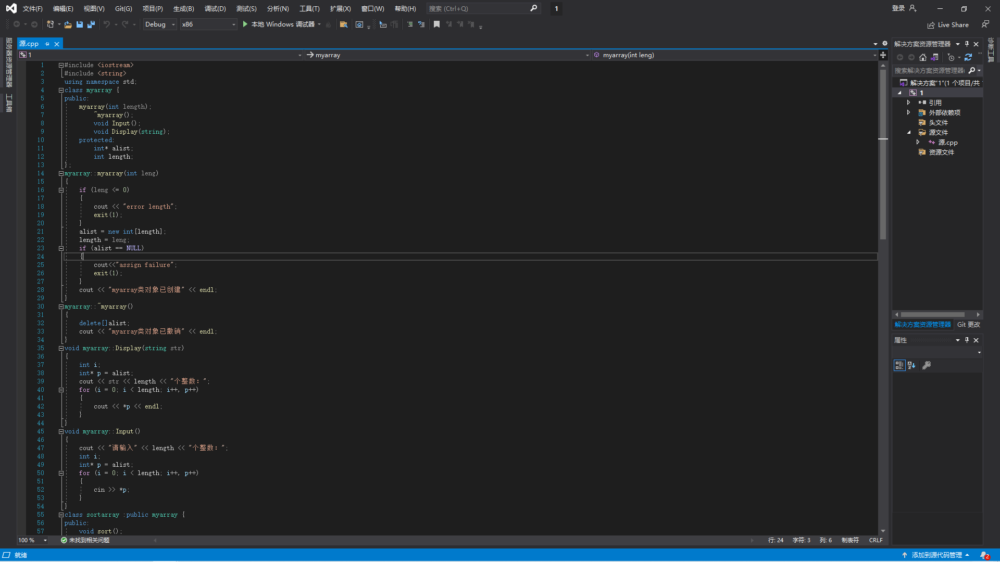 文件(F) 编辑(E) 视图(V) Git(G) 项目(P) 生成(B) 调试(D) 测试(S) 分析(N) 工具(T) 扩展(X) 窗口(W) 帮助(H) 搜索 (Ctrl+Q) 1 登录
Debug x86 本地 Windows 调试器 Live Share
服务器资源管理器
工具箱
源.cpp
1 myarray myarray(int leng)
1 #include <iostream>
2 #include <string>
3 using namespace std;
4 class myarray {
5 public:
6 myarray(int length);
7 ~myarray();
8 void Input();
9 void Display(string);
10 protected:
11 int* alist;
12 int length;
13 };
14 myarray::myarray(int leng)
15 {
16 if (leng <= 0)
17 {
18 cout << "error length";
19 exit(1);
20 }
21 alist = new int[length];
22 length = leng;
23 if (alist == NULL)
24 {
25 cout<<"assign failure";
26 exit(1);
27 }
28 cout << "myarray类对象已创建" << endl;
29 }
30 myarray::~myarray()
31 {
32 delete[]alist;
33 cout << "myarray类对象已撤销" << endl;
34 }
35 void myarray::Display(string str)
36 {
37 int i;
38 int* p = alist;
39 cout << str << length << "个整数：";
40 for (i = 0; i < length; i++, p++)
41 {
42 cout << *p << endl;
43 }
44 }
45 void myarray::Input()
46 {
47 cout << "请输入" << length << "个整数：";
48 int i;
49 int* p = alist;
50 for (i = 0; i < length; i++, p++)
51 {
52 cin >> *p;
53 }
54 }
55 class sortarray :public myarray {
56 public:
57 void sort();
100 % 未找到相关问题 行: 24 字符: 3 列: 6 制表符 CRLF
解决方案资源管理器
搜索解决方案资源管理器(
解决方案"1"(1 个项目/共
1
引用
外部依赖项
头文件
源文件
源.cpp
资源文件
解决方案资源管理器 Git 更改
属性
诊断工具
就绪 添加到源代码管理 2